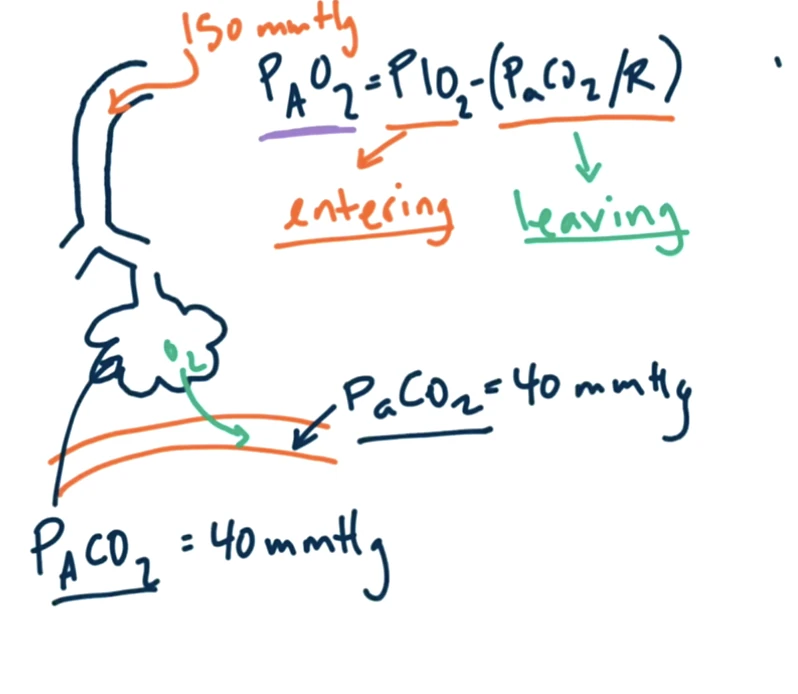 150 mmHg
PAO2 = PIO2 - (PaCO2/R)
entering
leaving
O2
PaCO2 = 40 mmHg
PACO2 = 40 mmHg